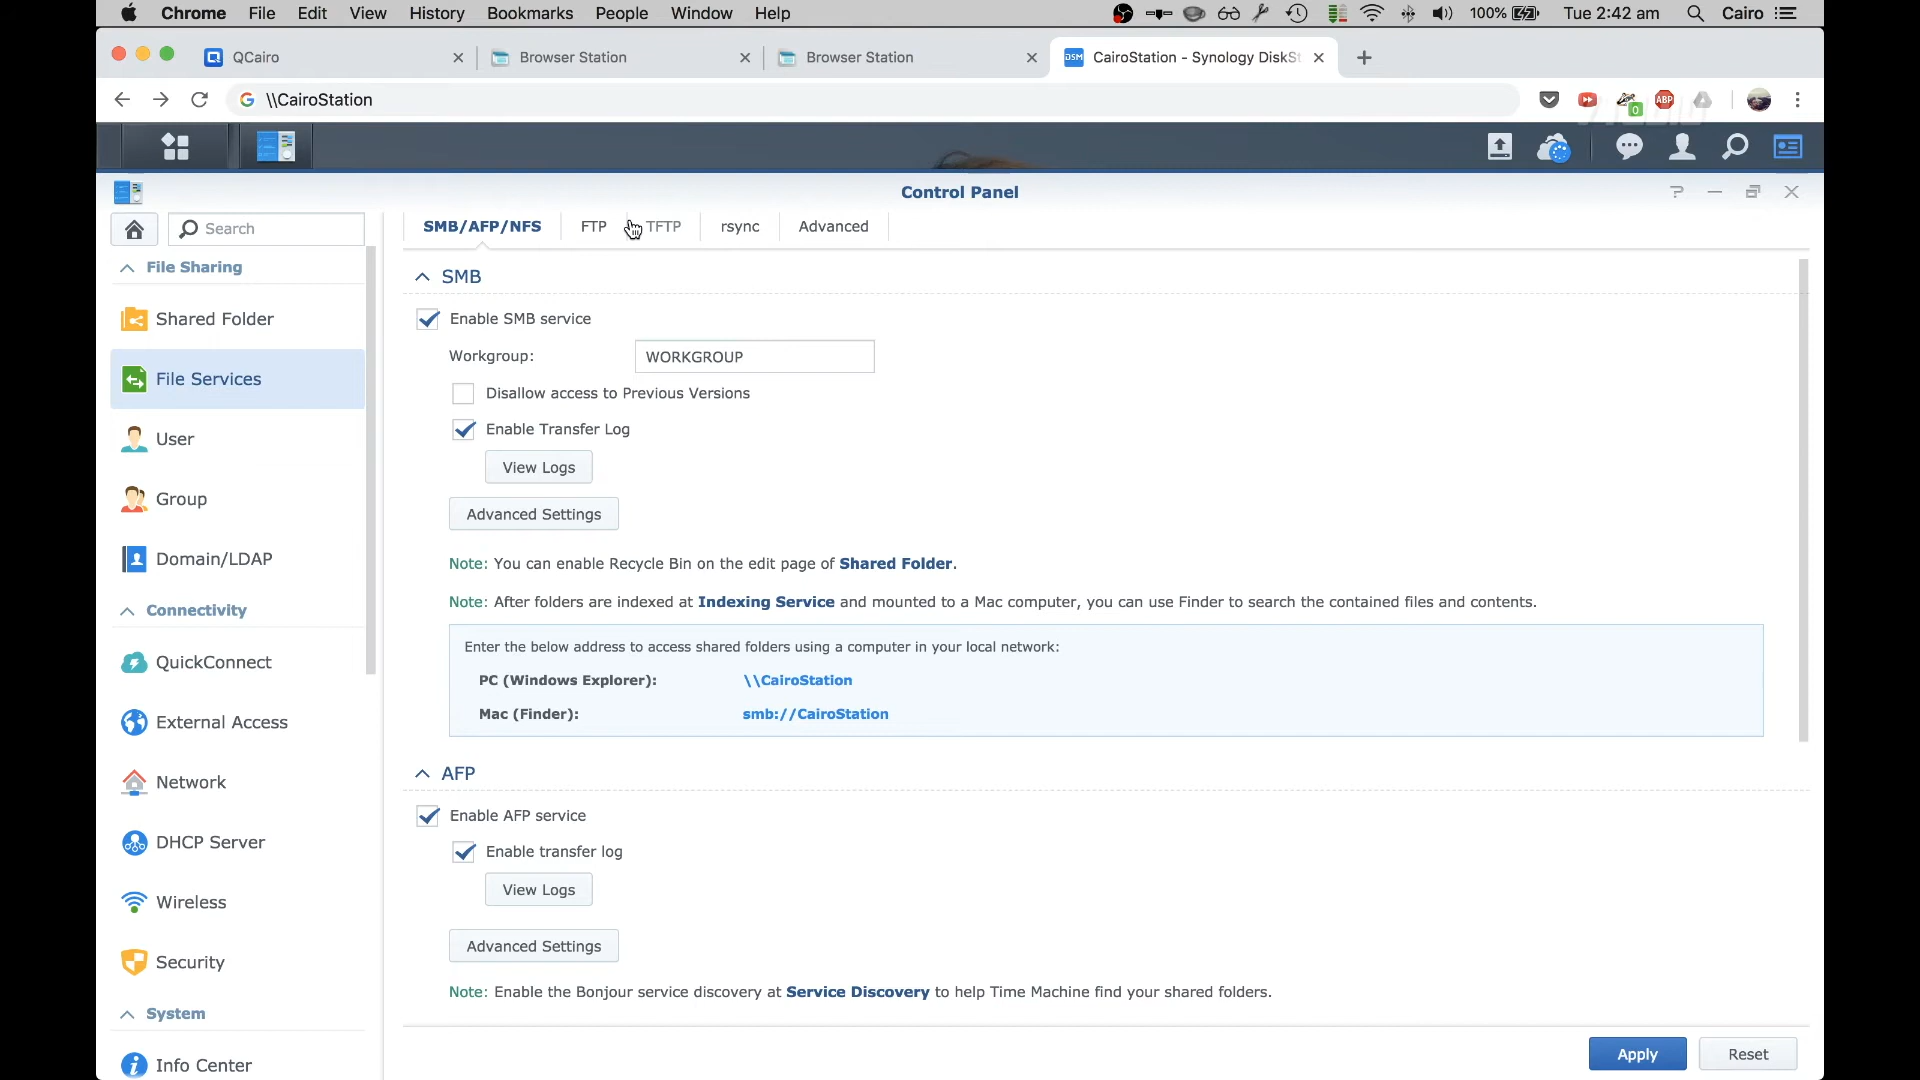 Chrome File Edit View History Bookmarks People Window Help 100% Tue 2:42 am Cairo
QCairo Browser Station Browser Station CairoStation - Synology DiskSt
\\CairoStation ABP 0
Control Panel
Search
SMB/AFP/NFS FTP TFTP rsync Advanced
File Sharing
Shared Folder
File Services
User
Group
Domain/LDAP
Connectivity
QuickConnect
External Access
Network
DHCP Server
Wireless
Security
System
Info Center
SMB
Enable SMB service
Workgroup: WORKGROUP
Disallow access to Previous Versions
Enable Transfer Log
View Logs
Advanced Settings
Note: You can enable Recycle Bin on the edit page of Shared Folder.
Note: After folders are indexed at Indexing Service and mounted to a Mac computer, you can use Finder to search the contained files and contents.
Enter the below address to access shared folders using a computer in your local network:
PC (Windows Explorer): \\CairoStation
Mac (Finder): smb://CairoStation
AFP
Enable AFP service
Enable transfer log
View Logs
Advanced Settings
Note: Enable the Bonjour service discovery at Service Discovery to help Time Machine find your shared folders.
Apply Reset